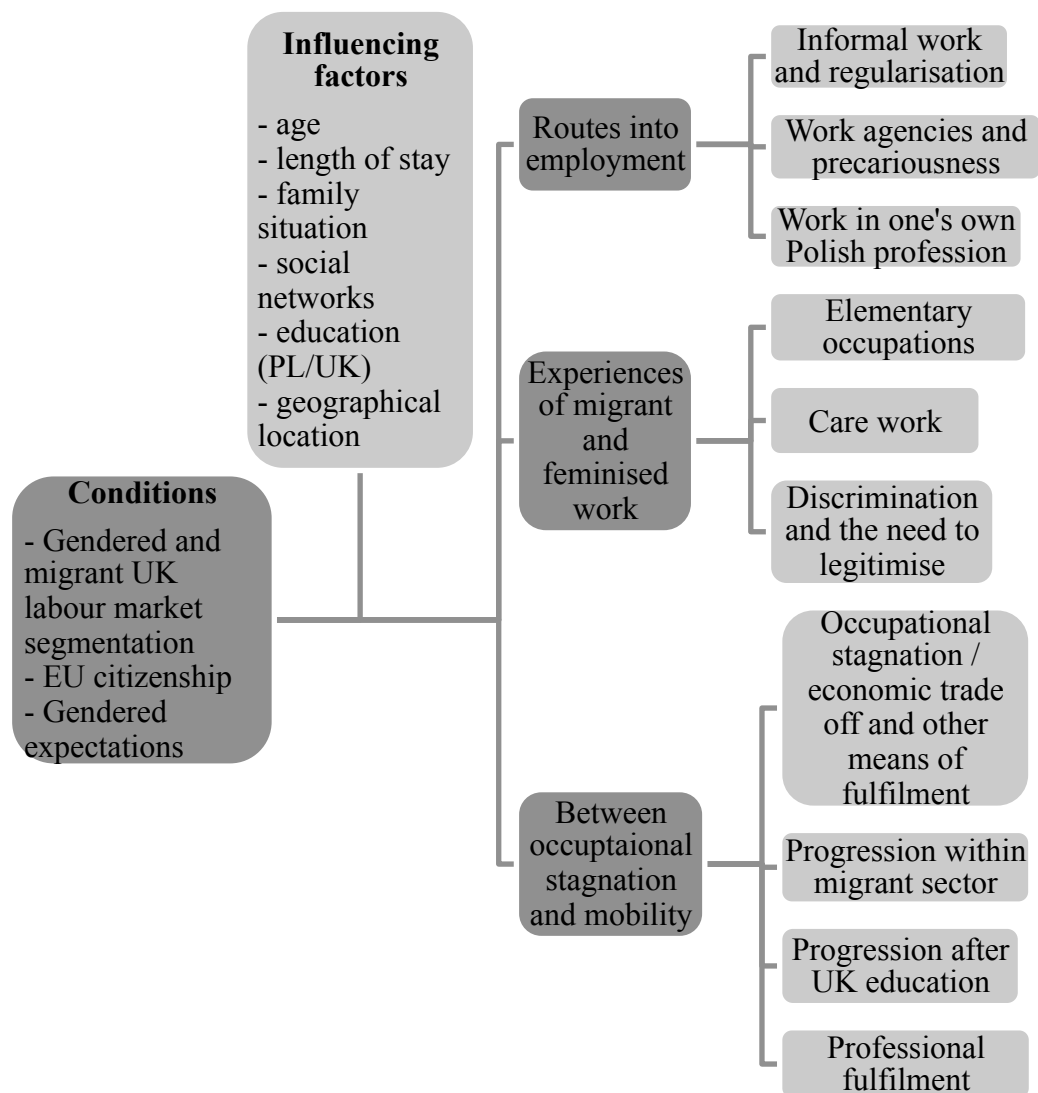 Influencing
factors
- age
- length of stay
- family
situation
- social
networks
- education
(PL/UK)
- geographical
location
Conditions
- Gendered and
migrant UK
labour market
segmentation
- EU citizenship
- Gendered
expectations
Routes into
employment
Informal work
and regularisation
Work agencies and
precariousness
Work in one's own
Polish profession
Experiences
of migrant
and
feminised
work
Elementary
occupations
Care work
Discrimination
and the need to
legitimise
Between
occuptaional
stagnation
and mobility
Occupational
stagnation /
economic trade
off and other
means of
fulfilment
Progression within
migrant sector
Progression after
UK education
Professional
fulfilment